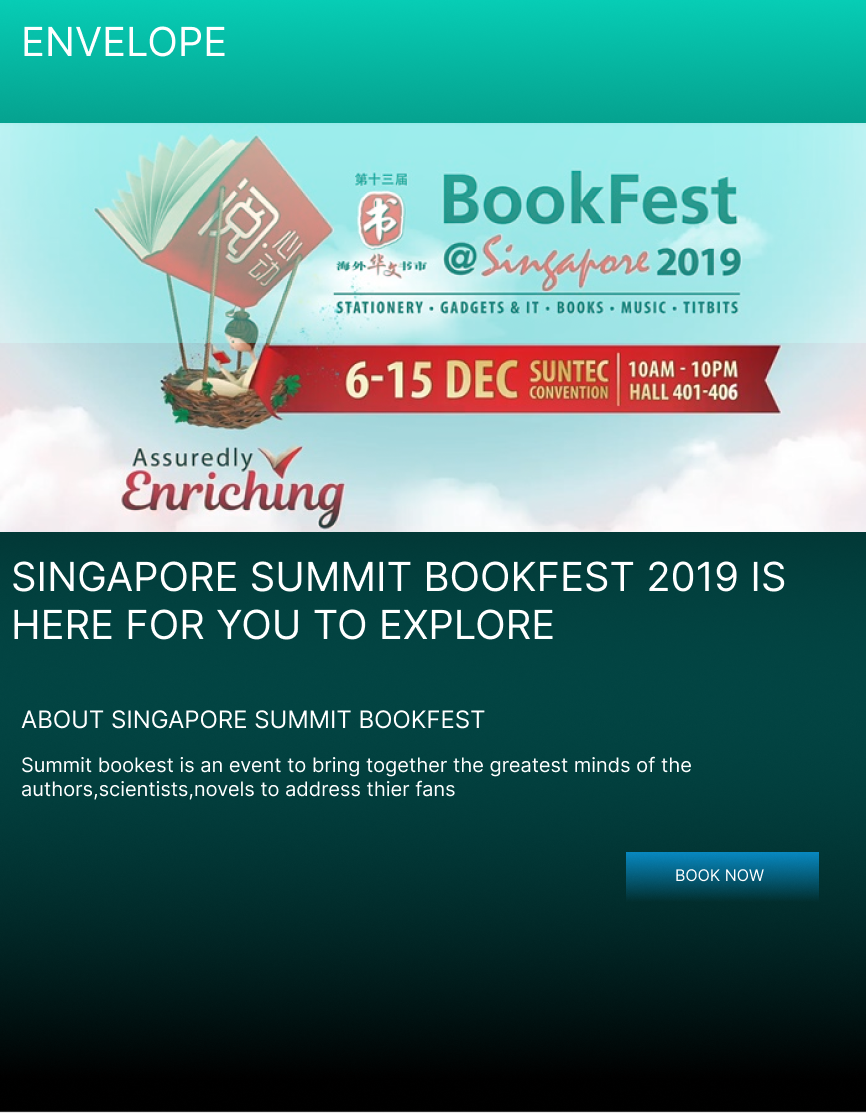 ENVELOPE
阅.心动
第十三届
书
海外华文书市
BookFest
@Singapore 2019
STATIONERY • GADGETS & IT • BOOKS • MUSIC • TITBITS
6-15 DEC SUNTEC CONVENTION 10AM - 10PM HALL 401-406
Assuredly
Enriching
SINGAPORE SUMMIT BOOKFEST 2019 IS
HERE FOR YOU TO EXPLORE
ABOUT SINGAPORE SUMMIT BOOKFEST
Summit bookest is an event to bring together the greatest minds of the
authors,scientists,novels to address thier fans
BOOK NOW